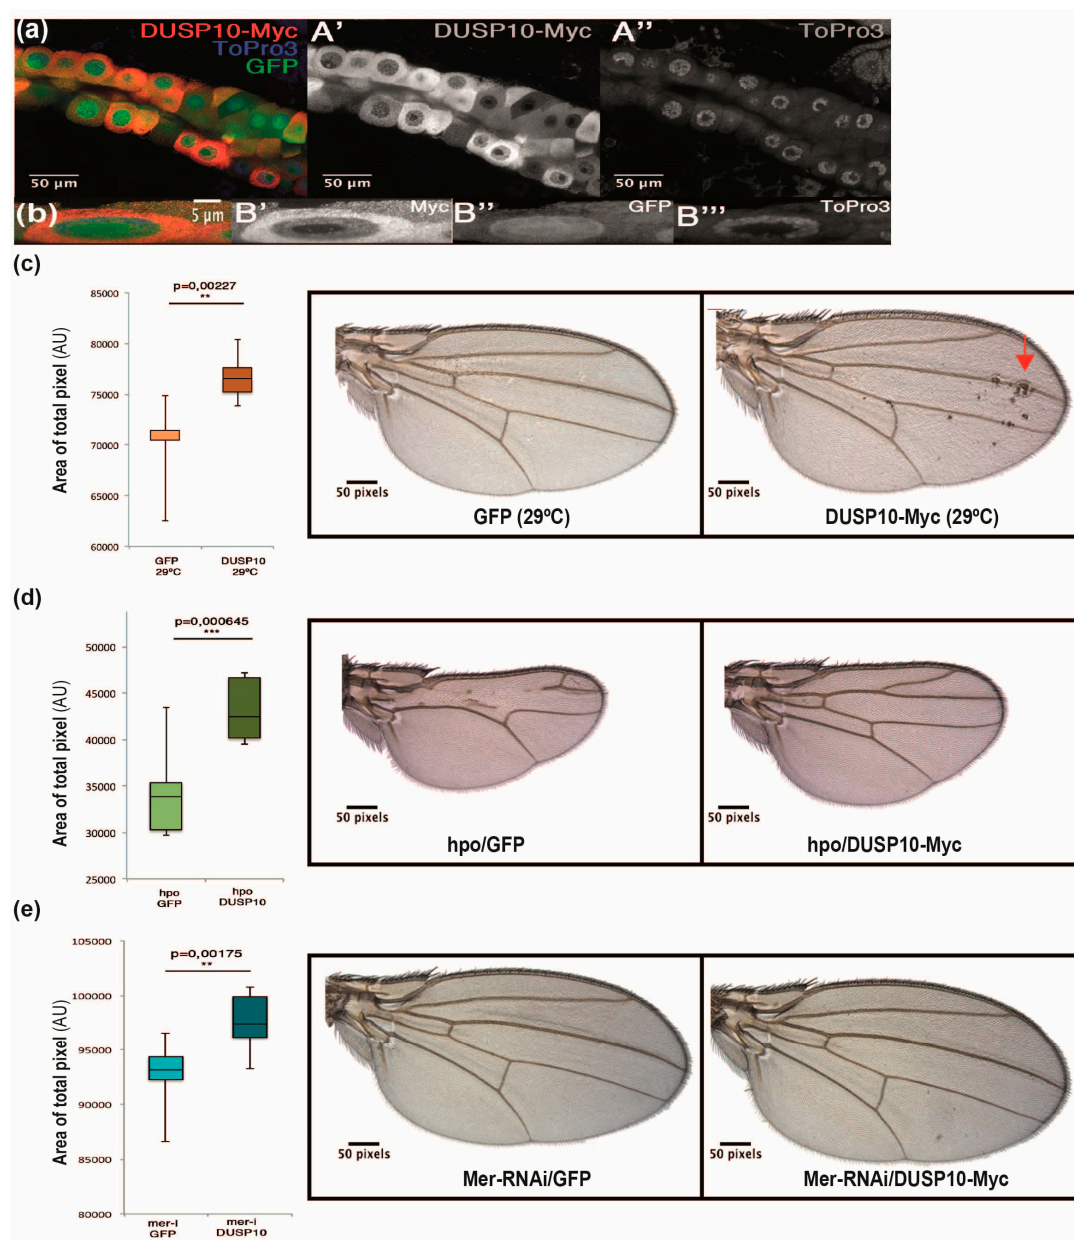 (a)
DUSP10-Myc
ToPro3
GFP
50 µm
A’
DUSP10-Myc
50 µm
A’’
ToPro3
50 µm
(b)
5 µm
B’
Myc
B’’
GFP
B’’’
ToPro3
(c)
Area of total pixel (AU)
85000
80000
75000
70000
65000
60000
p=0,00227
**
GFP
29ºC
DUSP10
29ºC
50 pixels
GFP (29ºC)
50 pixels
DUSP10-Myc (29ºC)
(d)
Area of total pixel (AU)
50000
45000
40000
35000
30000
25000
p=0,000645
***
hpo
GFP
hpo
DUSP10
50 pixels
hpo/GFP
50 pixels
hpo/DUSP10-Myc
(e)
Area of total pixel (AU)
105000
100000
95000
90000
85000
80000
p=0,00175
**
mer-I
GFP
mer-i
DUSP10
50 pixels
Mer-RNAi/GFP
50 pixels
Mer-RNAi/DUSP10-Myc